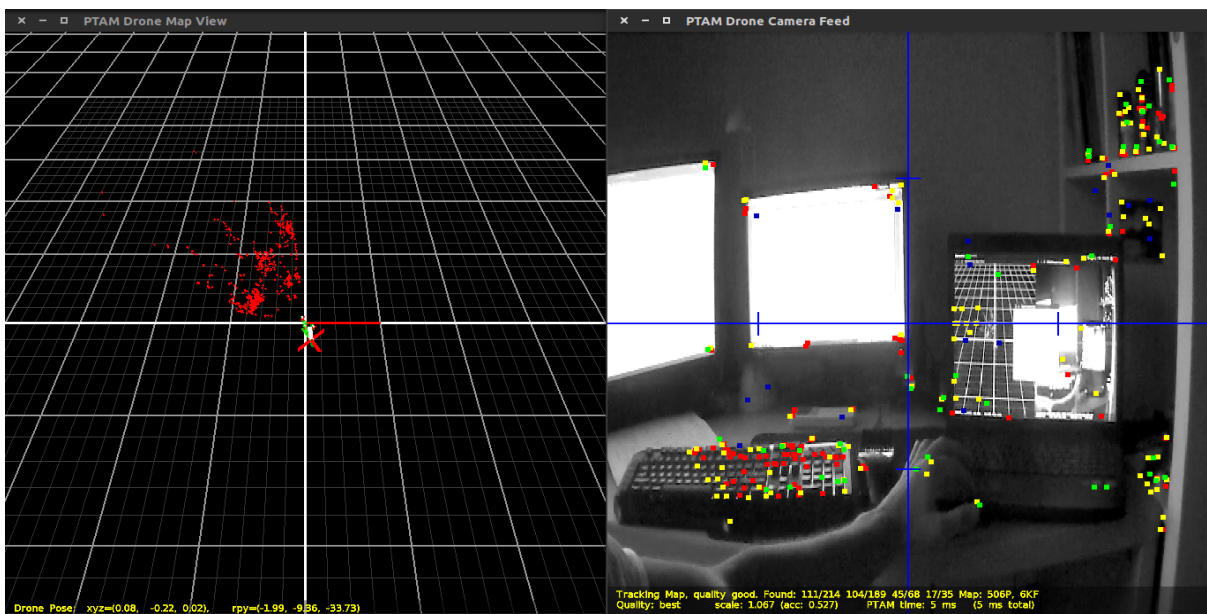 PTAM Drone Map View
PTAM Drone Camera Feed
Drone Pose: xyz=(0.08, -0.22, 0.02), rpy=(-1.99, -9.36, -33.73)
Tracking Map, quality good. Found: 111/214 104/189 45/68 17/35 Map: 506P, 6KF
Quality: best scale: 1.067 (acc: 0.527) PTAM time: 5 ms (5 ms total)